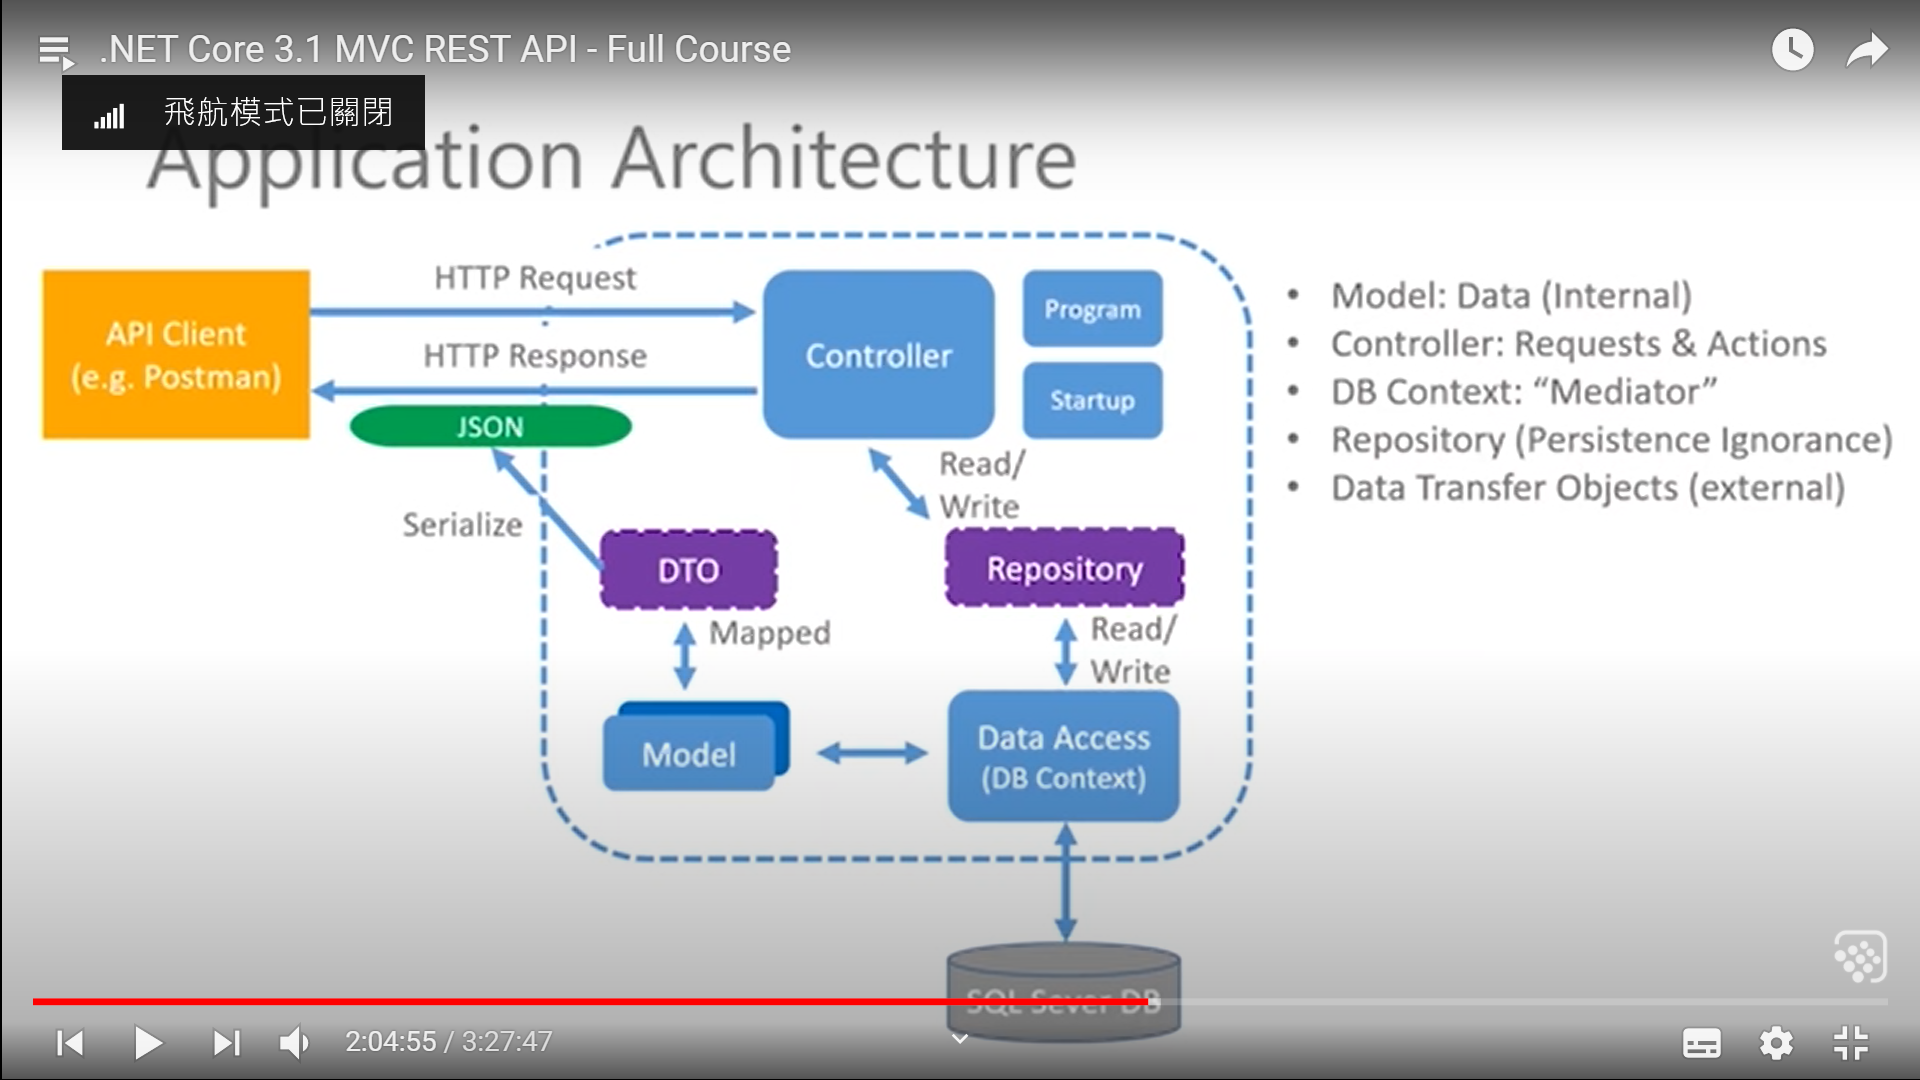 .NET Core 3.1 MVC REST API - Full Course
飛航模式已關閉
Application Architecture
API Client
(e.g. Postman)
HTTP Request
HTTP Response
JSON
Serialize
Controller
Program
Startup
Read/
Write
DTO
Repository
Mapped
Read/
Write
Model
Data Access
(DB Context)
SQL Sever DB
• Model: Data (Internal)
• Controller: Requests & Actions
• DB Context: “Mediator”
• Repository (Persistence Ignorance)
• Data Transfer Objects (external)
2:04:55 / 3:27:47